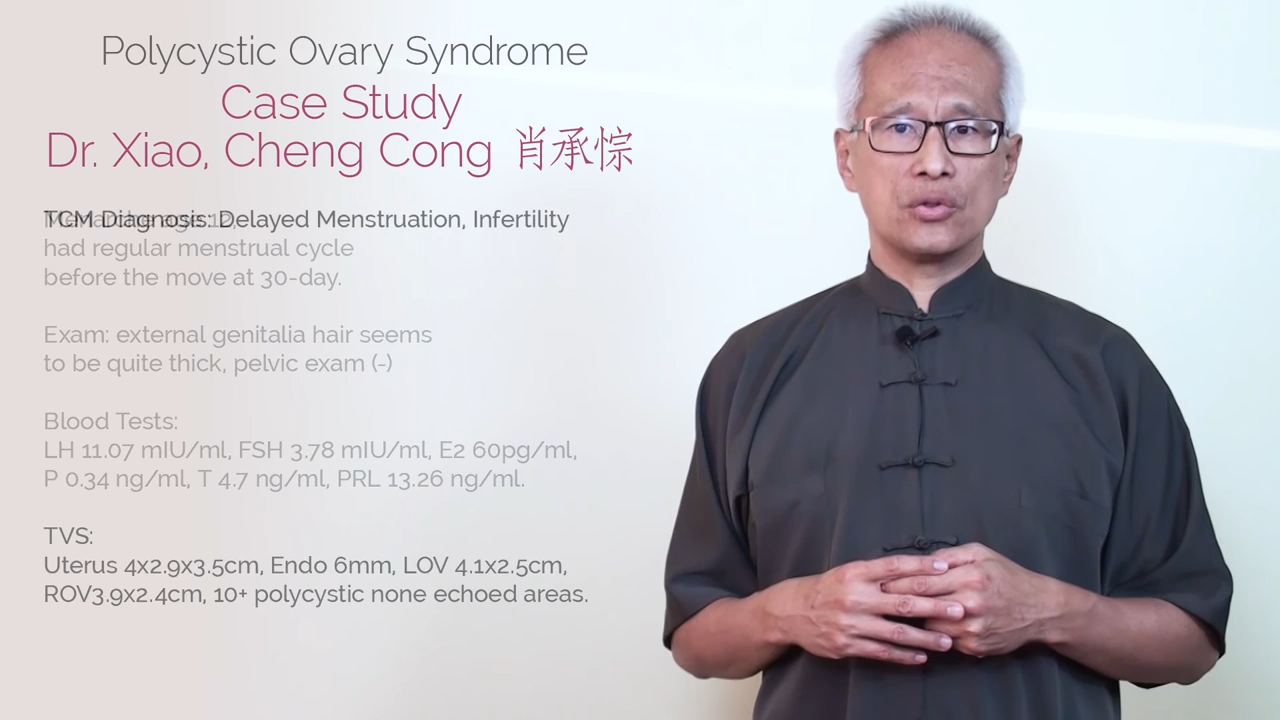 Polycystic Ovary Syndrome
Case Study
Dr. Xiao, Cheng Cong 肖承悰
TCM Diagnosis: Delayed Menstruation, Infertility
had regular menstrual cycle
before the move at 30-day.
Exam: external genitalia hair seems
to be quite thick, pelvic exam (-)
Blood Tests:
LH 11.07 mIU/ml, FSH 3.78 mIU/ml, E2 60pg/ml,
P 0.34 ng/ml, T 4.7 ng/ml, PRL 13.26 ng/ml.
TVS:
Uterus 4x2.9x3.5cm, Endo 6mm, LOV 4.1x2.5cm,
ROV3.9x2.4cm, 10+ polycystic none echoed areas.